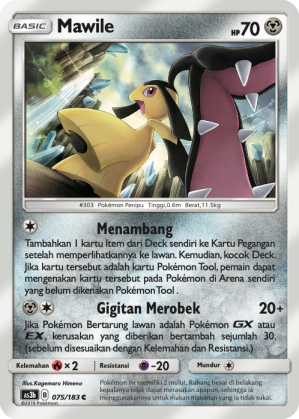 BASIC Mawile HP70
#303 Pokémon Penipu Tinggi,0.6m Berat,11.5kg
Menambang
Tambahkan 1 kartu Item dari Deck sendiri ke Kartu Pegangan
setelah memperlihatkannya ke lawan. Kemudian, kocok Deck.
Jika kartu tersebut adalah kartu Pokémon Tool, pemain dapat
mengenakan kartu tersebut pada Pokémon di Arena sendiri
yang belum dikenakan Pokémon Tool.
Gigitan Merobek 20+
Jika Pokémon Bertarung lawan adalah Pokémon GX atau
EX, kerusakan yang diberikan bertambah sejumlah 30.
(disesuaikan dengan Kelemahan dan Resistansi.)
Kelemahan ×2 Resistansi -20 Mundur
Illus.Kagemaru Himeno
AS3b B 075/183 C
©2019 Pokémon